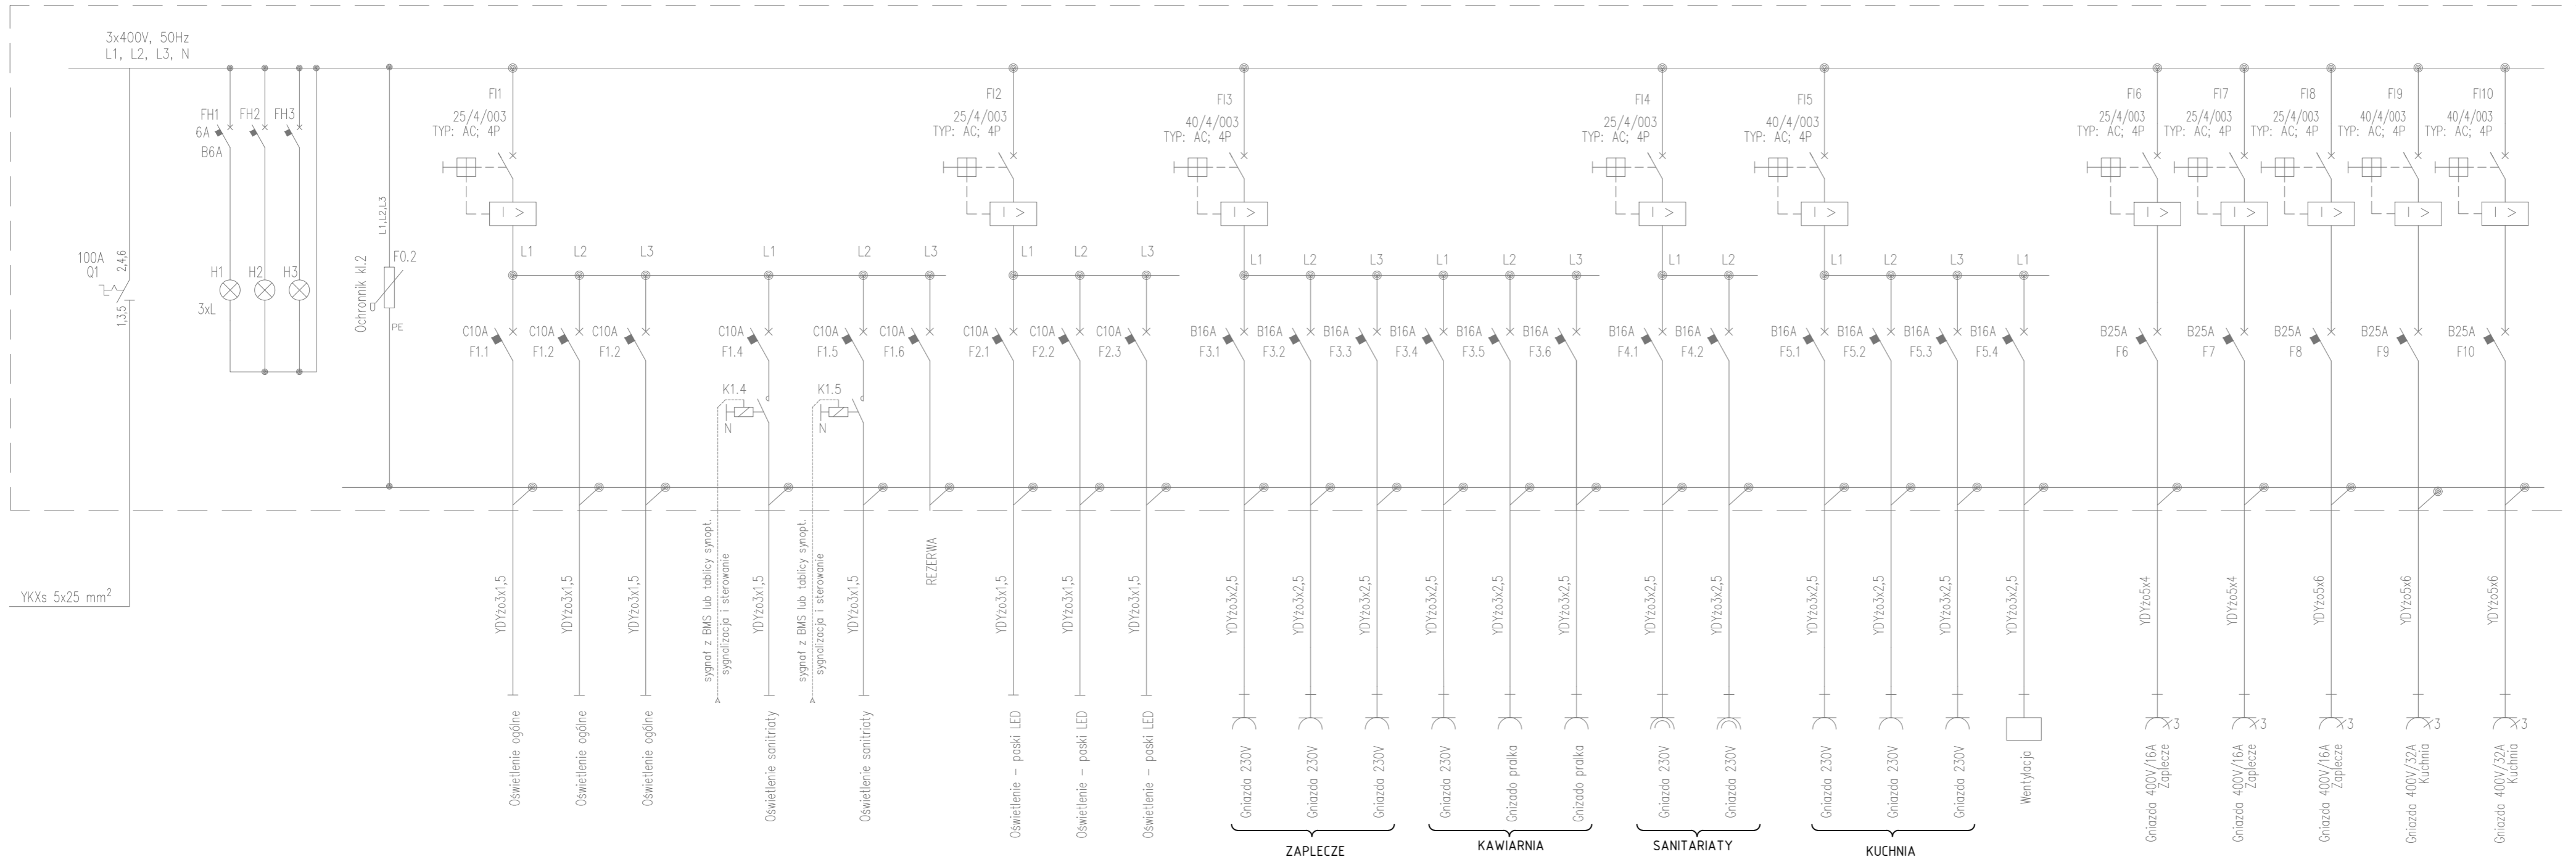 3x400V, 50Hz
L1, L2, L3, N
FH1
FH2
FH3
6A
B6A
100A
Q1
2,4,6
1,3,5
H1
H2
H3
3xL
YKXs 5x25 mm2
L1,L2,L3
F0.2
Ochronnik kl.2
PE
FI1
25/4/003
TYP: AC; 4P
I >
FI2
25/4/003
TYP: AC; 4P
I >
FI3
40/4/003
TYP: AC; 4P
I >
FI4
25/4/003
TYP: AC; 4P
I >
FI5
40/4/003
TYP: AC; 4P
I >
FI6
25/4/003
TYP: AC; 4P
I >
FI7
25/4/003
TYP: AC; 4P
I >
FI8
25/4/003
TYP: AC; 4P
I >
FI9
40/4/003
TYP: AC; 4P
I >
FI10
40/4/003
TYP: AC; 4P
I >
L1
L2
L3
L1
L2
L3
L1
L2
L3
L1
L2
L3
L1
L2
L3
L1
L2
L1
L2
L3
L1
C10A
F1.1
C10A
F1.2
C10A
F1.2
C10A
F1.4
C10A
F1.5
C10A
F1.6
C10A
F2.1
C10A
F2.2
C10A
F2.3
B16A
F3.1
B16A
F3.2
B16A
F3.3
B16A
F3.4
B16A
F3.5
B16A
F3.6
B16A
F4.1
B16A
F4.2
B16A
F5.1
B16A
F5.2
B16A
F5.3
B16A
F5.4
B25A
F6
B25A
F7
B25A
F8
B25A
F9
B25A
F10
K1.4
N
K1.5
N
YDYżo3x1,5
YDYżo3x1,5
YDYżo3x1,5
sygnał z BMS lub tablicy synopt.
sygnalizacja i sterowanie
YDYżo3x1,5
sygnał z BMS lub tablicy synopt.
sygnalizacja i sterowanie
YDYżo3x1,5
REZERWA
YDYżo3x1,5
YDYżo3x1,5
YDYżo3x1,5
YDYżo3x2,5
YDYżo3x2,5
YDYżo3x2,5
YDYżo3x2,5
YDYżo3x2,5
YDYżo3x2,5
YDYżo3x2,5
YDYżo3x2,5
YDYżo3x2,5
YDYżo3x2,5
YDYżo3x2,5
YDYżo3x2,5
YDYżo5x4
YDYżo5x4
YDYżo5x6
YDYżo5x6
YDYżo5x6
3
3
3
3
3
Oświetlenie ogólne
Oświetlenie ogólne
Oświetlenie ogólne
Oświetlenie sanitriaty
Oświetlenie sanitriaty
Oświetlenie – paski LED
Oświetlenie – paski LED
Oświetlenie – paski LED
Gniazda 230V
Gniazda 230V
Gniazda 230V
Gniazda 230V
Gnizado pralka
Gnizado pralka
Gniazda 230V
Gniazda 230V
Gniazda 230V
Gniazda 230V
Gniazda 230V
Wentylacja
Gniazda 400V/16A
Zaplecze
Gniazda 400V/16A
Zaplecze
Gniazda 400V/16A
Zaplecze
Gniazda 400V/32A
Kuchnia
Gniazda 400V/32A
Kuchnia
ZAPLECZE
KAWIARNIA
SANITARIATY
KUCHNIA